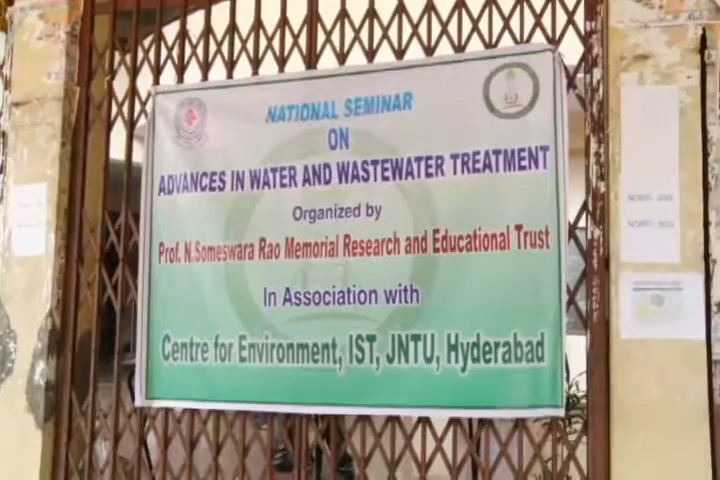 NATIONAL SEMINAR
ON
ADVANCES IN WATER AND WASTEWATER TREATMENT
Organized by
Prof. N.Someswara Rao Memorial Research and Educational Trust
In Association with
Centre for Environment, IST, JNTU, Hyderabad